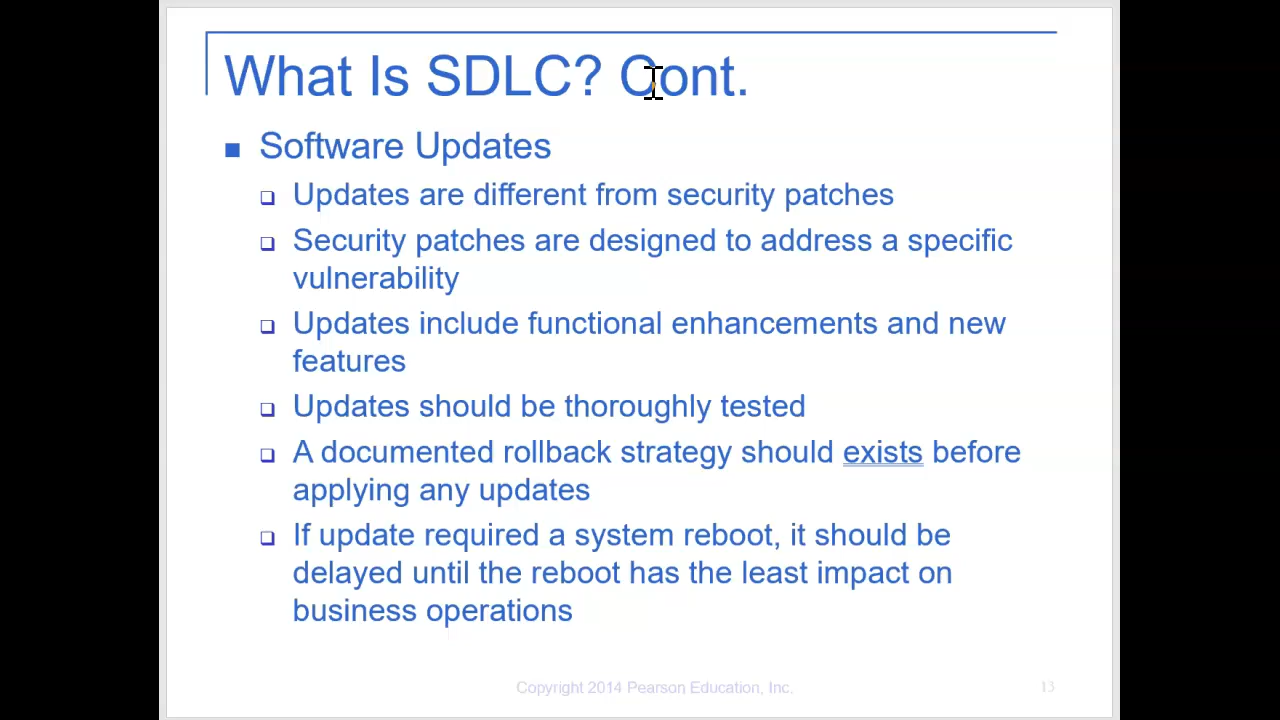 What Is SDLC? Cont.
Software Updates
Updates are different from security patches
Security patches are designed to address a specific
vulnerability
Updates include functional enhancements and new
features
Updates should be thoroughly tested
A documented rollback strategy should exists before
applying any updates
If update required a system reboot, it should be
delayed until the reboot has the least impact on
business operations
Copyright 2014 Pearson Education, Inc.
13